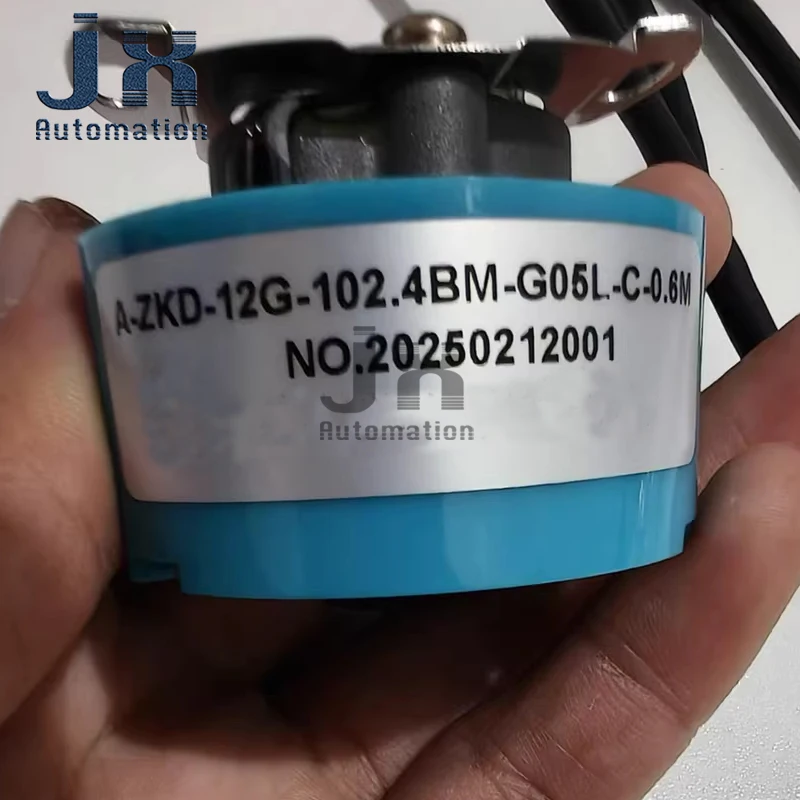 JX
Automation
A-ZKD-12G-102.4BM-G05L-C-0.6M
NO.20250212001
JX
Automation